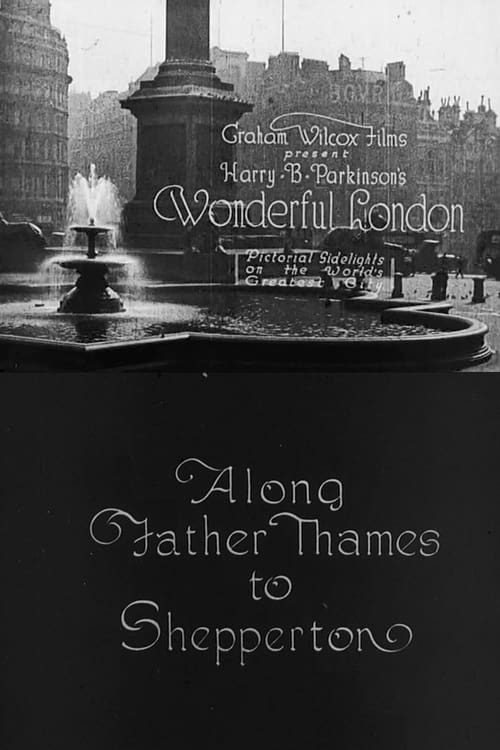 Graham Wilcox Films
present
Harry·B·Parkinson's
Wonderful London
Pictorial Sidelights
on the World's
Greatest City
Along
Father Thames
to
Shepperton